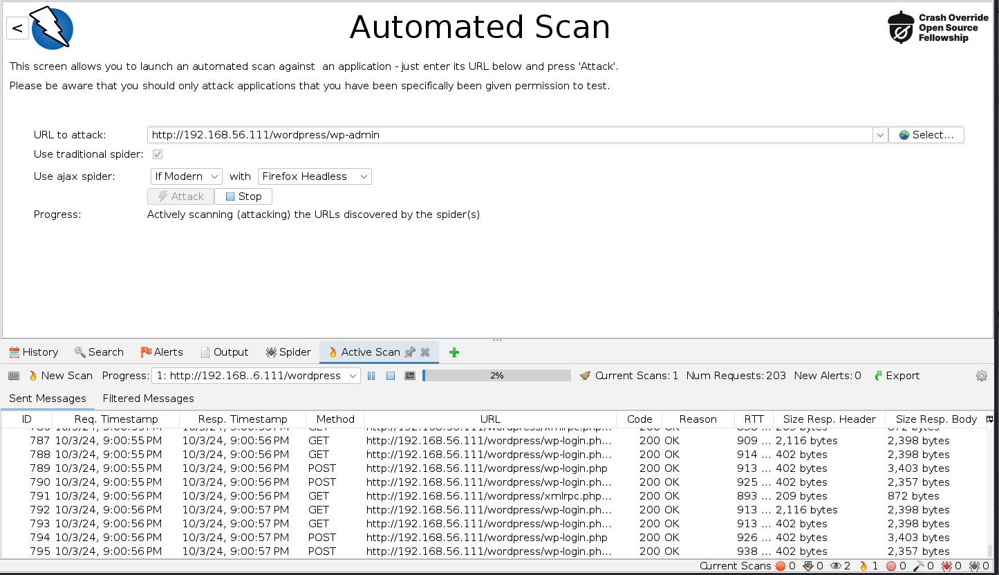 <
Automated Scan
Crash Override
Open Source
Fellowship
This screen allows you to launch an automated scan against  an application - just enter its URL below and press 'Attack'.
Please be aware that you should only attack applications that you have been specifically been given permission to test.
URL to attack: http://192.168.56.111/wordpress/wp-admin Select...
Use traditional spider:
Use ajax spider: If Modern with Firefox Headless
Attack Stop
Progress: Actively scanning (attacking) the URLs discovered by the spider(s)
History Search Alerts Output Spider Active Scan
New Scan Progress: 1: http://192.168..6.111/wordpress 2% Current Scans: 1 Num Requests: 203 New Alerts: 0 Export
Sent Messages Filtered Messages
ID Req. Timestamp Resp. Timestamp Method URL Code Reason RTT Size Resp. Header Size Resp. Body
787 10/3/24, 9:00:55 PM 10/3/24, 9:00:56 PM GET http://192.168.56.111/wordpress/wp-login.ph... 200 OK 909 ... 2,116 bytes 2,398 bytes
788 10/3/24, 9:00:55 PM 10/3/24, 9:00:56 PM GET http://192.168.56.111/wordpress/wp-login.ph... 200 OK 914 ... 402 bytes 2,398 bytes
789 10/3/24, 9:00:55 PM 10/3/24, 9:00:56 PM POST http://192.168.56.111/wordpress/wp-login.php 200 OK 913 ... 402 bytes 3,403 bytes
790 10/3/24, 9:00:55 PM 10/3/24, 9:00:56 PM POST http://192.168.56.111/wordpress/wp-login.ph... 200 OK 925 ... 402 bytes 2,357 bytes
791 10/3/24, 9:00:56 PM 10/3/24, 9:00:56 PM GET http://192.168.56.111/wordpress/xmlrpc.php... 200 OK 893 ... 209 bytes 872 bytes
792 10/3/24, 9:00:56 PM 10/3/24, 9:00:57 PM GET http://192.168.56.111/wordpress/wp-login.ph... 200 OK 913 ... 2,116 bytes 2,398 bytes
793 10/3/24, 9:00:56 PM 10/3/24, 9:00:57 PM GET http://192.168.56.111/wordpress/wp-login.ph... 200 OK 913 ... 402 bytes 2,398 bytes
794 10/3/24, 9:00:56 PM 10/3/24, 9:00:57 PM POST http://192.168.56.111/wordpress/wp-login.php 200 OK 926 ... 402 bytes 3,403 bytes
795 10/3/24, 9:00:56 PM 10/3/24, 9:00:57 PM POST http://192.168.56.111/wordpress/wp-login.ph... 200 OK 938 ... 402 bytes 2,357 bytes
Current Scans 0 0 2 1 0 0 0 0